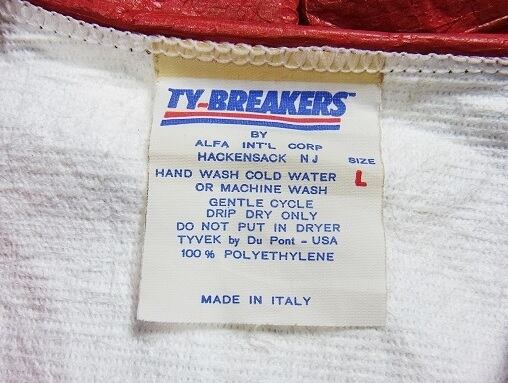 TY-BREAKERS™
BY
ALFA INT'L CORP
HACKENSACK NJ
SIZE
L
HAND WASH COLD WATER
OR MACHINE WASH
GENTLE CYCLE
DRIP DRY ONLY
DO NOT PUT IN DRYER
TYVEK by Du Pont - USA
100% POLYETHYLENE
MADE IN ITALY